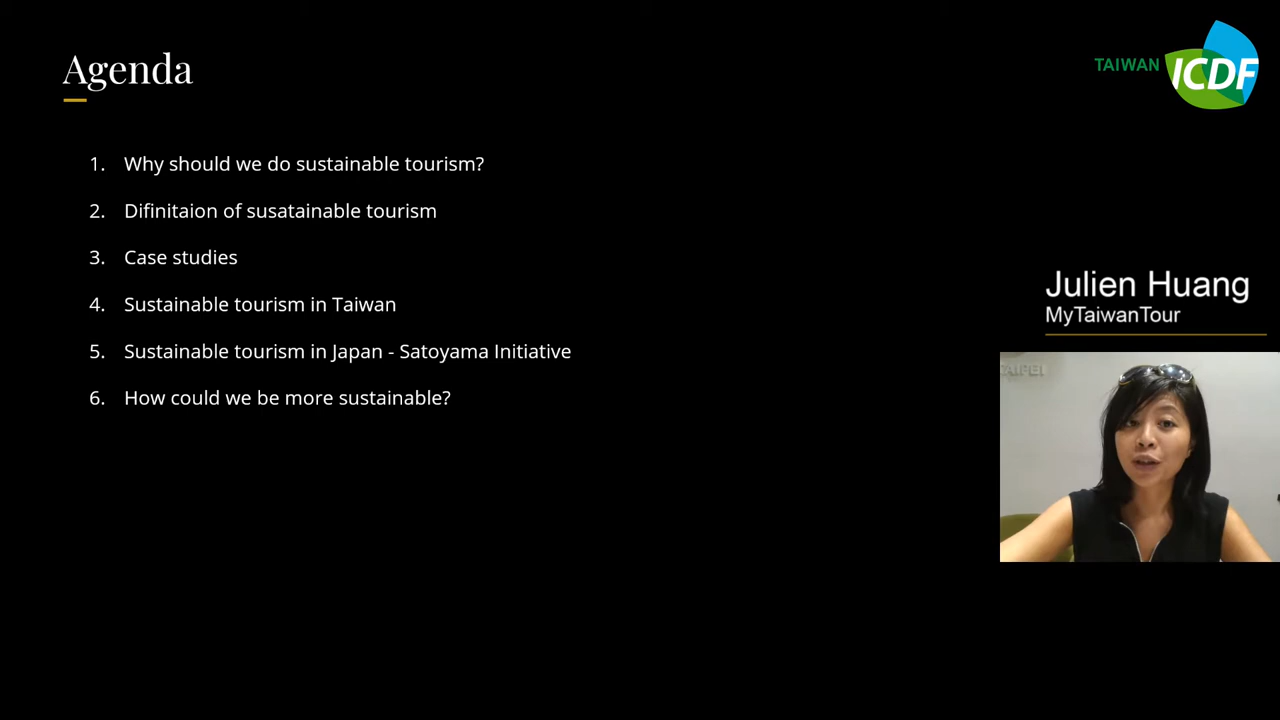 Agenda
TAIWAN ICDF
1. Why should we do sustainable tourism?
2. Difinitaion of susatainable tourism
3. Case studies
4. Sustainable tourism in Taiwan
5. Sustainable tourism in Japan - Satoyama Initiative
6. How could we be more sustainable?
Julien Huang
MyTaiwanTour
TAIPEI